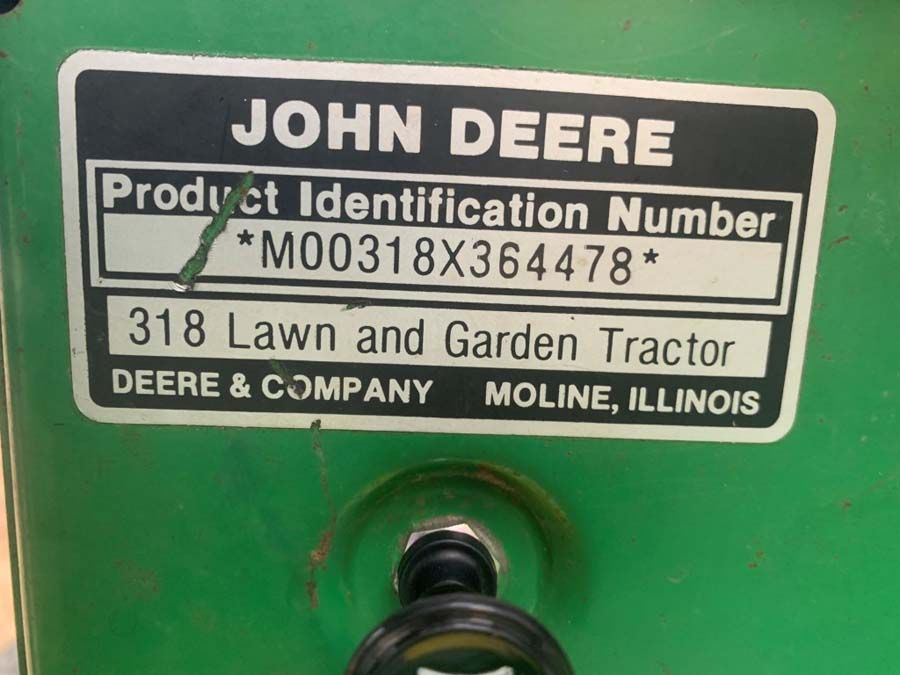 JOHN DEERE
Product Identification Number
*M00318X364478*
318 Lawn and Garden Tractor
DEERE & COMPANY MOLINE, ILLINOIS